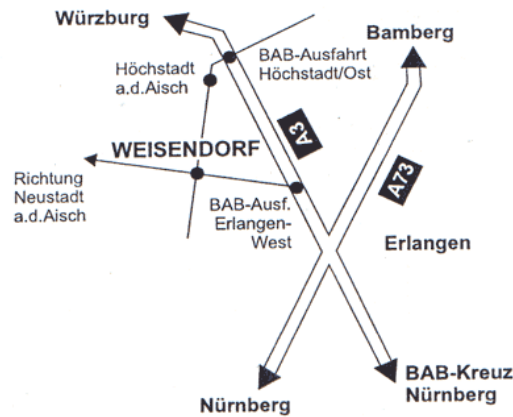 Würzburg
Bamberg
BAB-Ausfahrt
Höchstadt/Ost
Höchstadt
a.d.Aisch
A3
WEISENDORF
A73
Richtung
Neustadt
a.d.Aisch
BAB-Ausf.
Erlangen-
West
Erlangen
BAB-Kreuz
Nürnberg
Nürnberg